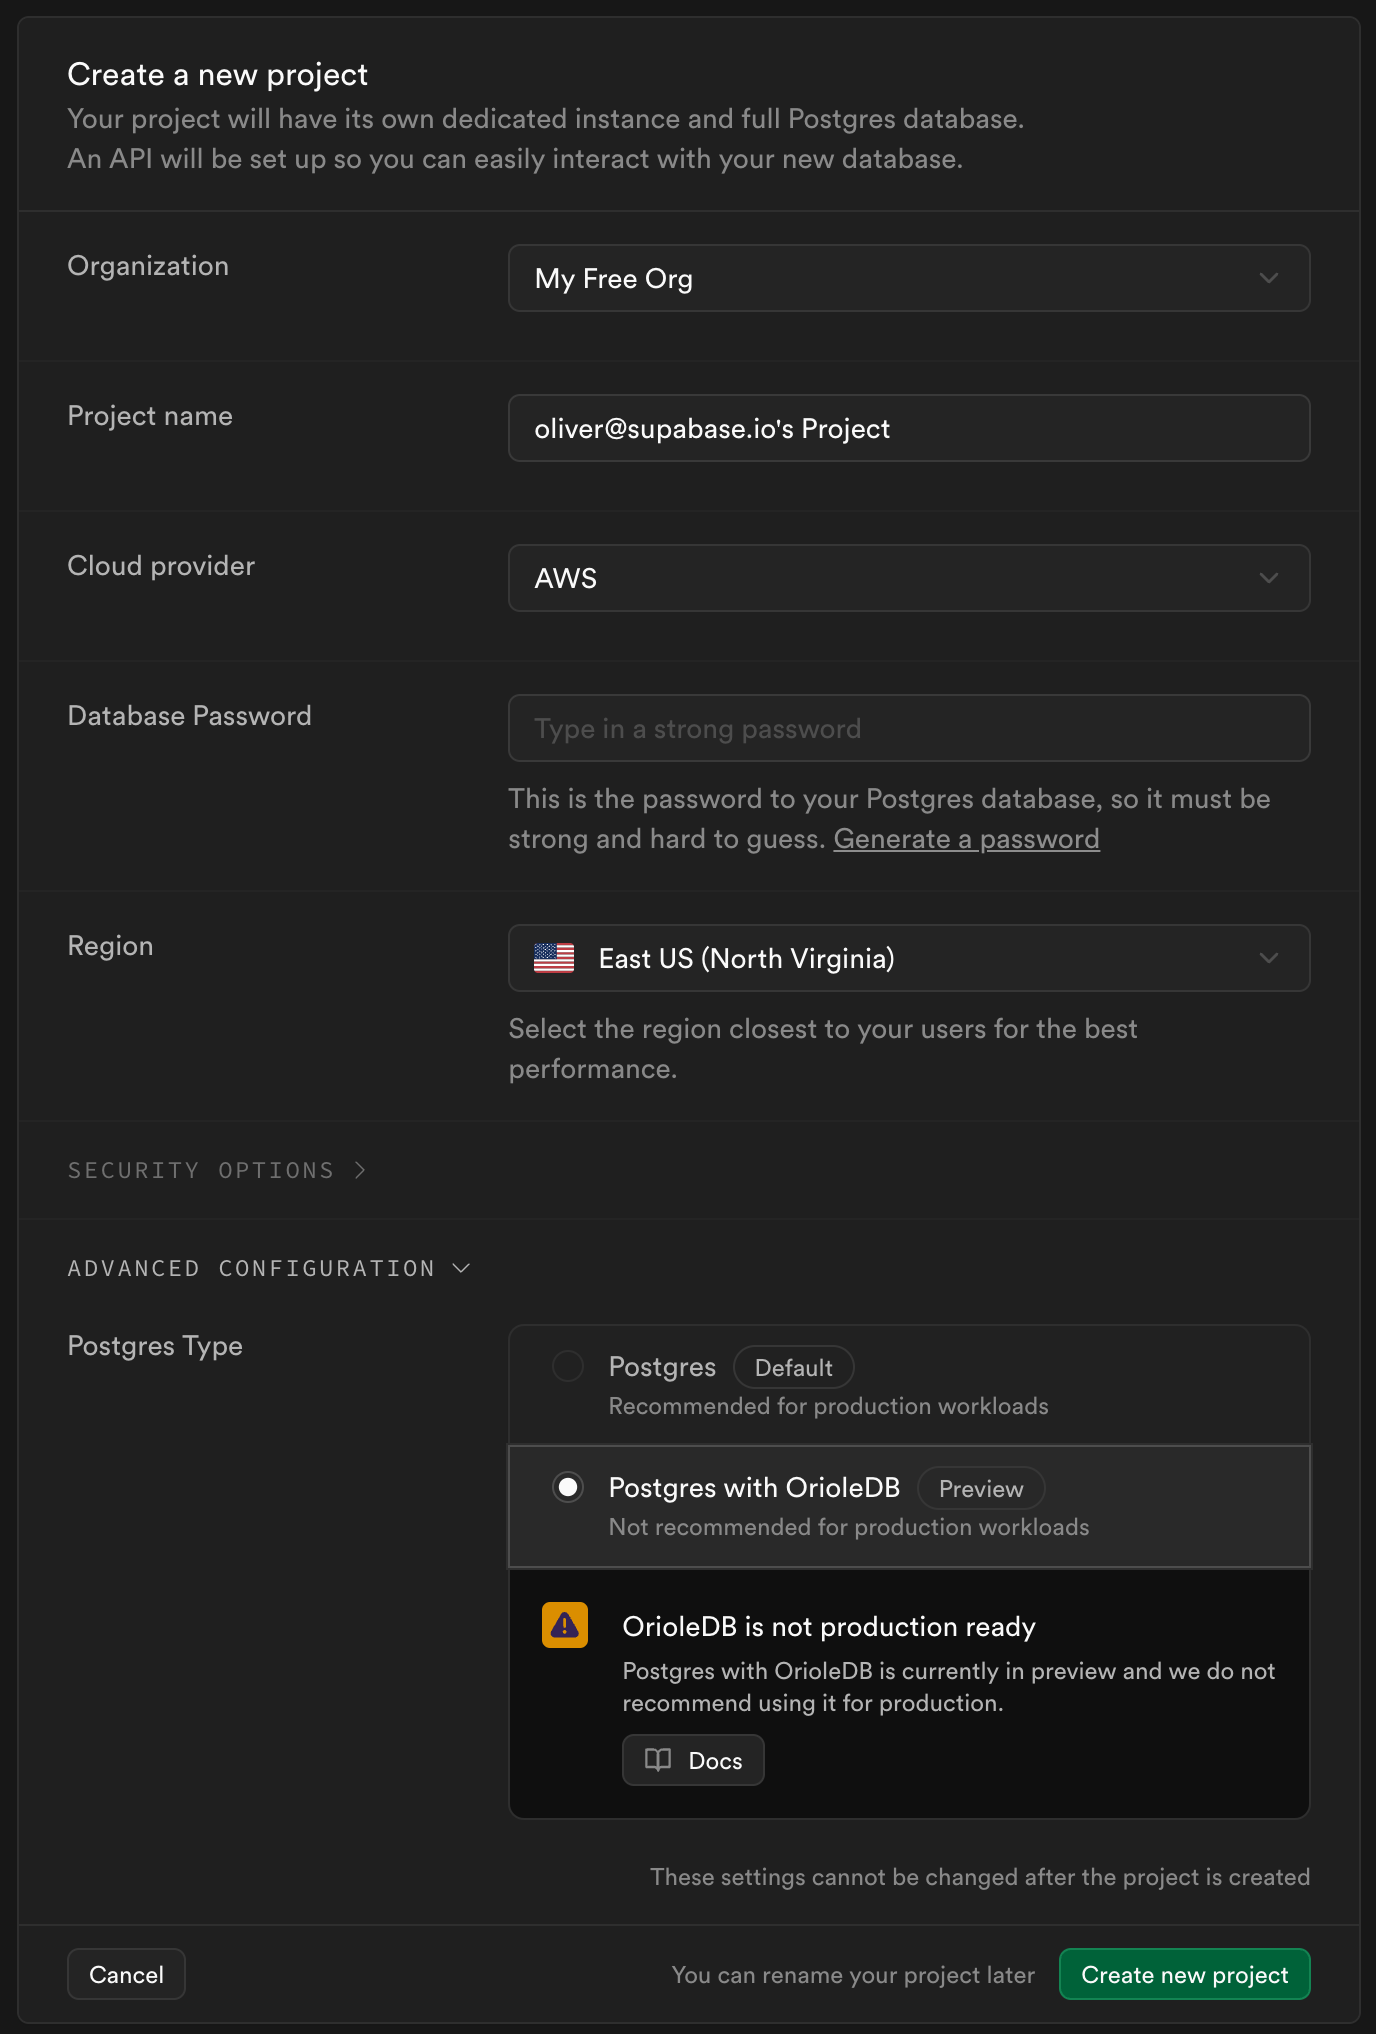 Create a new project
Your project will have its own dedicated instance and full Postgres database.
An API will be set up so you can easily interact with your new database.
Organization
My Free Org
Project name
oliver@supabase.io's Project
Cloud provider
AWS
Database Password
Type in a strong password
This is the password to your Postgres database, so it must be
strong and hard to guess. Generate a password
Region
East US (North Virginia)
Select the region closest to your users for the best
performance.
SECURITY OPTIONS
ADVANCED CONFIGURATION
Postgres Type
Postgres Default
Recommended for production workloads
Postgres with OrioleDB Preview
Not recommended for production workloads
OrioleDB is not production ready
Postgres with OrioleDB is currently in preview and we do not
recommend using it for production.
Docs
These settings cannot be changed after the project is created
Cancel
You can rename your project later
Create new project